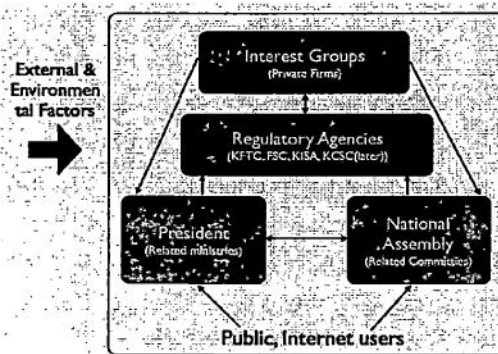 External &
Environmen
tal Factors
Interest Groups
(Private Firms)
Regulatory Agencies
(KFTC, FSC, KISA, KCSC(later))
President
(Related ministries)
National
Assembly
(Related Committies)
Public, Internet users